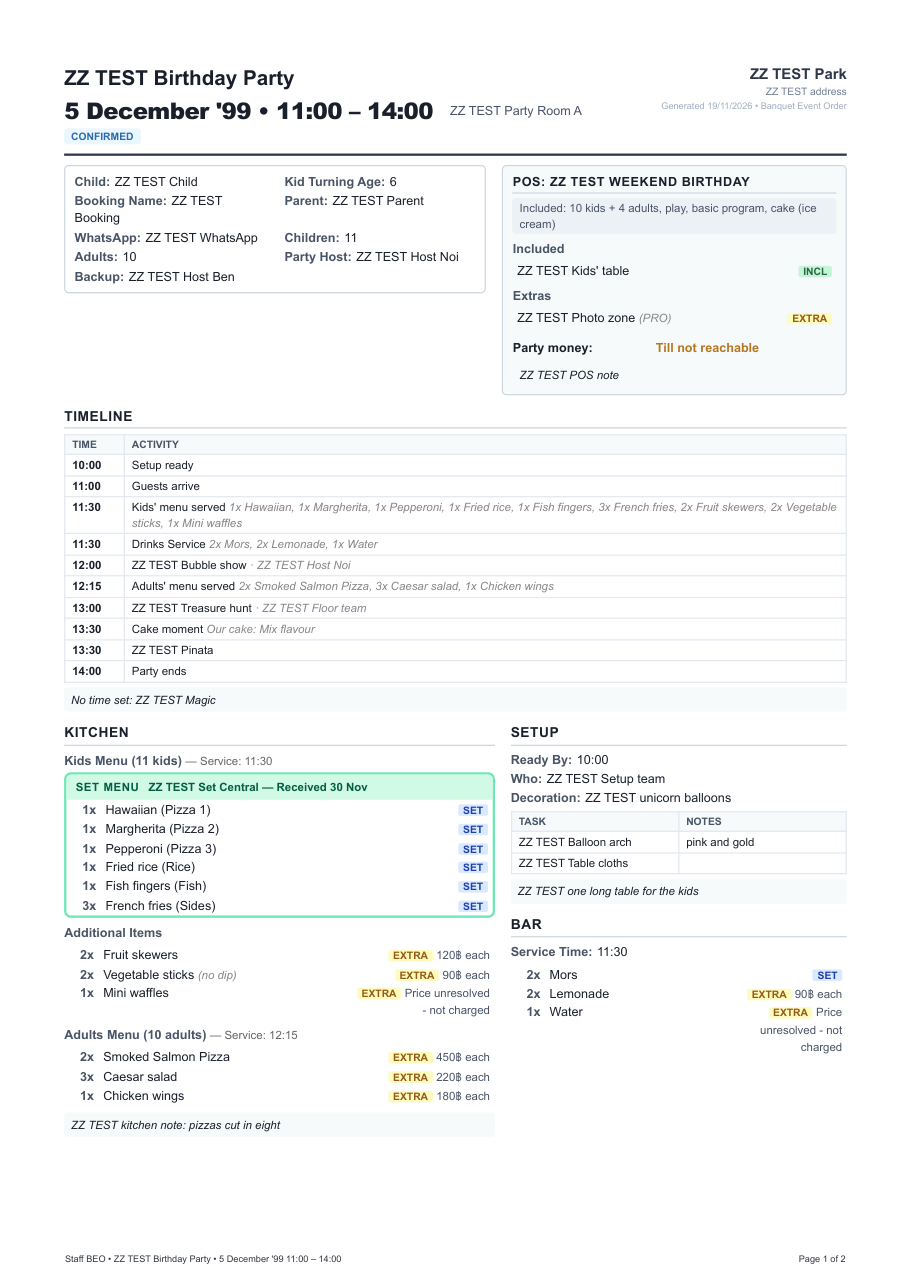 ZZ TEST Birthday Party
5 December '99 • 11:00 – 14:00 ZZ TEST Party Room A
CONFIRMED
ZZ TEST Park
ZZ TEST address
Generated 19/11/2026 • Banquet Event Order
Child: ZZ TEST Child
Kid Turning Age: 6
Booking Name: ZZ TEST
Booking
Parent: ZZ TEST Parent
WhatsApp: ZZ TEST WhatsApp
Children: 11
Adults: 10
Party Host: ZZ TEST Host Noi
Backup: ZZ TEST Host Ben
POS: ZZ TEST WEEKEND BIRTHDAY
Included: 10 kids + 4 adults, play, basic program, cake (ice
cream)
Included
ZZ TEST Kids' table INCL
Extras
ZZ TEST Photo zone (PRO) EXTRA
Party money: Till not reachable
ZZ TEST POS note
TIMELINE
TIME ACTIVITY
10:00 Setup ready
11:00 Guests arrive
11:30 Kids' menu served 1x Hawaiian, 1x Margherita, 1x Pepperoni, 1x Fried rice, 1x Fish fingers, 3x French fries, 2x Fruit skewers, 2x Vegetable
sticks, 1x Mini waffles
11:30 Drinks Service 2x Mors, 2x Lemonade, 1x Water
12:00 ZZ TEST Bubble show · ZZ TEST Host Noi
12:15 Adults' menu served 2x Smoked Salmon Pizza, 3x Caesar salad, 1x Chicken wings
13:00 ZZ TEST Treasure hunt · ZZ TEST Floor team
13:30 Cake moment Our cake: Mix flavour
13:30 ZZ TEST Pinata
14:00 Party ends
No time set: ZZ TEST Magic
KITCHEN
Kids Menu (11 kids) — Service: 11:30
SET MENU ZZ TEST Set Central — Received 30 Nov
1x Hawaiian (Pizza 1) SET
1x Margherita (Pizza 2) SET
1x Pepperoni (Pizza 3) SET
1x Fried rice (Rice) SET
1x Fish fingers (Fish) SET
3x French fries (Sides) SET
Additional Items
2x Fruit skewers EXTRA 120฿ each
2x Vegetable sticks (no dip) EXTRA 90฿ each
1x Mini waffles EXTRA Price unresolved
- not charged
Adults Menu (10 adults) — Service: 12:15
2x Smoked Salmon Pizza EXTRA 450฿ each
3x Caesar salad EXTRA 220฿ each
1x Chicken wings EXTRA 180฿ each
ZZ TEST kitchen note: pizzas cut in eight
SETUP
Ready By: 10:00
Who: ZZ TEST Setup team
Decoration: ZZ TEST unicorn balloons
TASK NOTES
ZZ TEST Balloon arch pink and gold
ZZ TEST Table cloths
ZZ TEST one long table for the kids
BAR
Service Time: 11:30
2x Mors SET
2x Lemonade EXTRA 90฿ each
1x Water EXTRA Price
unresolved - not
charged
Staff BEO • ZZ TEST Birthday Party • 5 December '99 11:00 – 14:00
Page 1 of 2